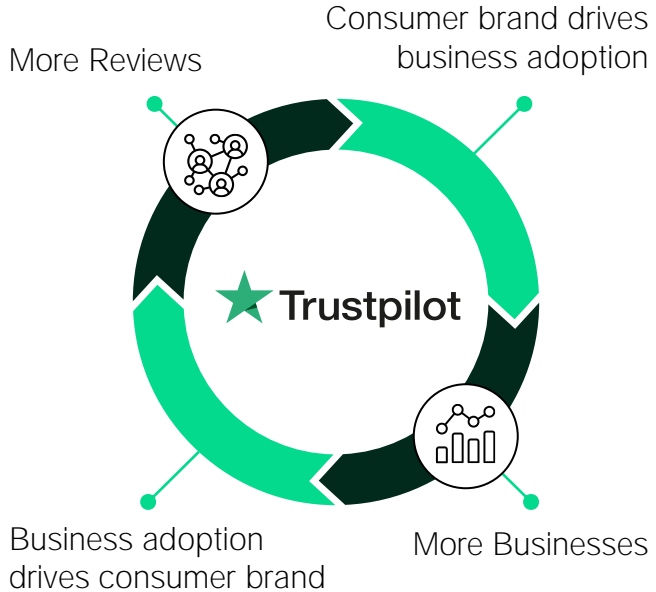 Consumer brand drives
business adoption
More Reviews
Trustpilot
Business adoption
drives consumer brand
More Businesses